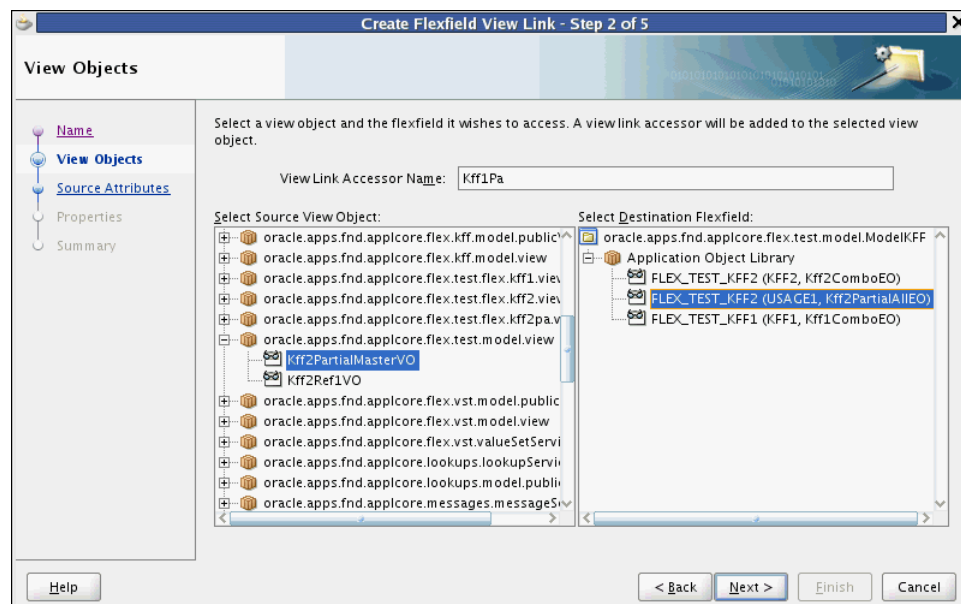 Create Flexfield View Link - Step 2 of 5
View Objects
Name
View Objects
Source Attributes
Properties
Summary
Select a view object and the flexfield it wishes to access. A view link accessor will be added to the selected view
object.
View Link Accessor Name: Kff1Pa
Select Source View Object:
oracle.apps.fnd.applcore.flex.kff.model.public
oracle.apps.fnd.applcore.flex.kff.model.view
oracle.apps.fnd.applcore.flex.test.flex.kff1.view
oracle.apps.fnd.applcore.flex.test.flex.kff2.view
oracle.apps.fnd.applcore.flex.test.flex.kff2pa.v
oracle.apps.fnd.applcore.flex.test.model.view
Kff2PartialMasterVO
Kff2Ref1VO
oracle.apps.fnd.applcore.flex.vst.model.public
oracle.apps.fnd.applcore.flex.vst.model.view
oracle.apps.fnd.applcore.flex.vst.valueSetServi
oracle.apps.fnd.applcore.lookups.lookupServi
oracle.apps.fnd.applcore.lookups.model.publi
oracle.apps.fnd.applcore.messages.messageS
Select Destination Flexfield:
oracle.apps.fnd.applcore.flex.test.model.ModelKFF
Application Object Library
FLEX_TEST_KFF2 (KFF2, Kff2ComboEO)
FLEX_TEST_KFF2 (USAGE1, Kff2PartialAllEO)
FLEX_TEST_KFF1 (KFF1, Kff1ComboEO)
Help
< Back
Next >
Finish
Cancel